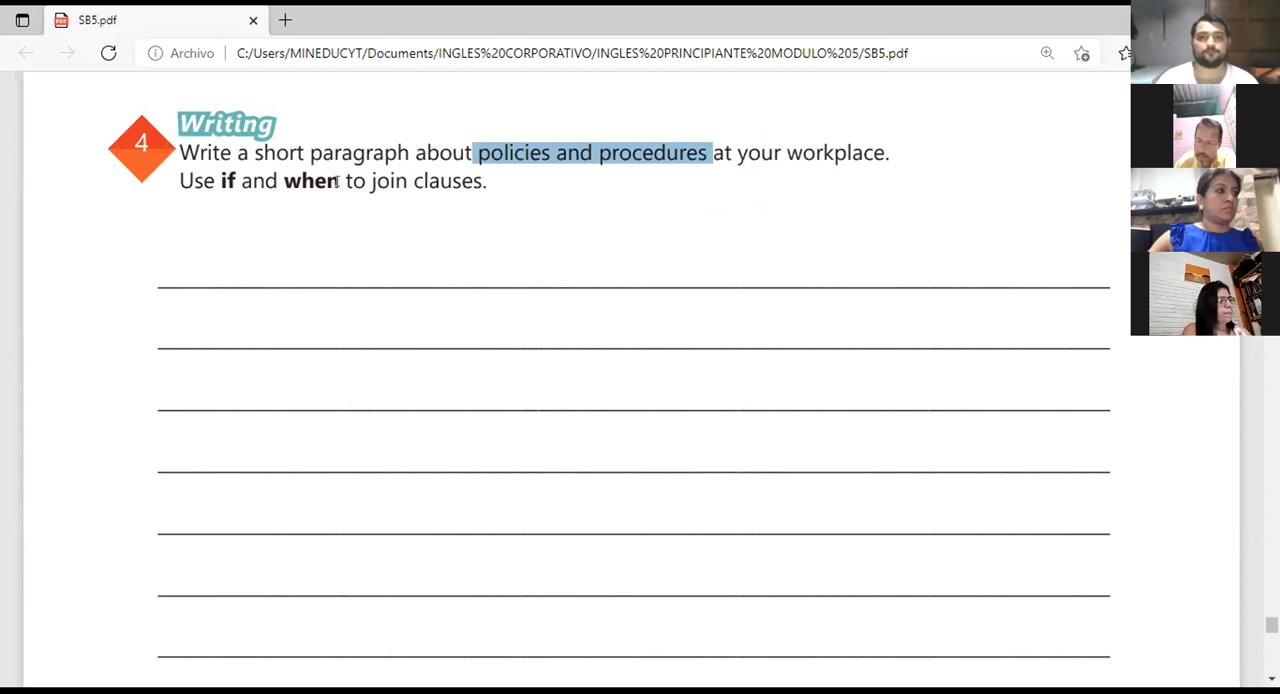 SB5.pdf
Archivo
C:/Users/MINEDUCYT/Documents/INGLES%20CORPORATIVO/INGLES%20PRINCIPIANTE%20MODULO%205/SB5.pdf
Writing
4
Write a short paragraph about policies and procedures at your workplace.
Use if and when to join clauses.